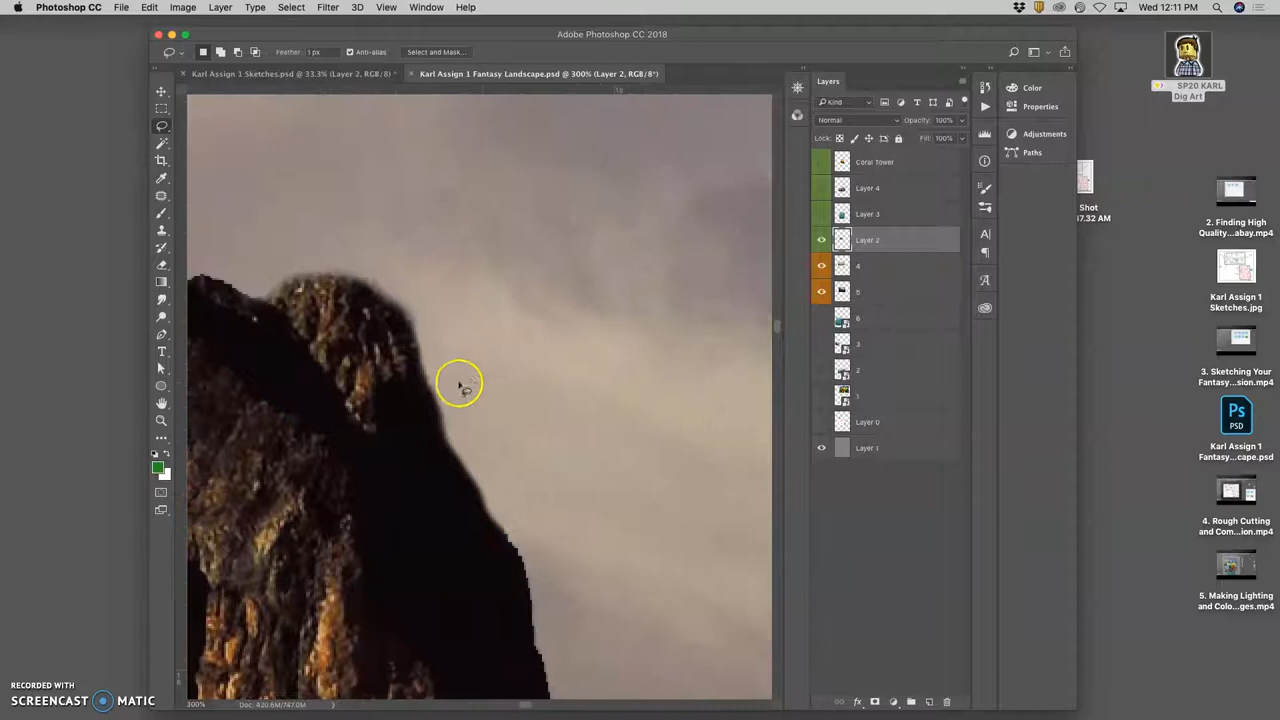 Photoshop CC File Edit Image Layer Type Select Filter 3D View Window Help Wed 12:11 PM
Adobe Photoshop CC 2018
Feather: 1 px Anti-alias Select and Mask...
Karl Assign 1 Sketches.psd @ 33.3% (Layer 2, RGB/8) * Karl Assign 1 Fantasy Landscape.psd @ 300% (Layer 2, RGB/8*)
Layers
Kind
Normal Opacity: 100%
Lock: Fill: 100%
Coral Tower
Layer 4
Layer 3
Layer 2
4
5
6
3
2
1
Layer 0
Layer 1
Color
Properties
Adjustments
Paths
SP20 KARL
Dig Art
Shot
17.32 AM
2. Finding High
Quality...abay.mp4
Karl Assign 1
Sketches.jpg
3. Sketching Your
Fantasy...sion.mp4
Karl Assign 1
Fantasy...cape.psd
4. Rough Cutting
and Com...ion.mp4
5. Making Lighting
and Colo...ges.mp4
300% Doc: 420.6M/747.0M
RECORDED WITH
SCREENCAST MATIC